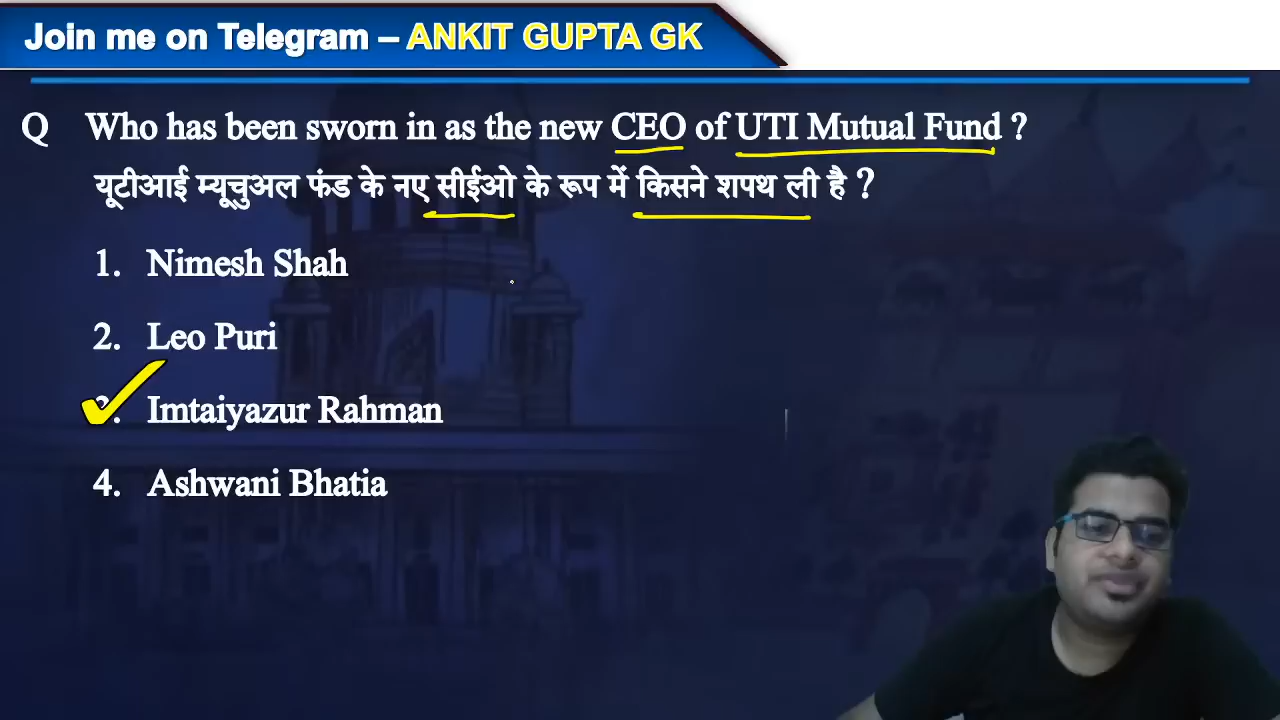 Join me on Telegram – ANKIT GUPTA GK
Q Who has been sworn in as the new CEO of UTI Mutual Fund ?
यूटीआई म्यूचुअल फंड के नए सीईओ के रूप में किसने शपथ ली है ?
1. Nimesh Shah
2. Leo Puri
3. Imtaiyazur Rahman
4. Ashwani Bhatia